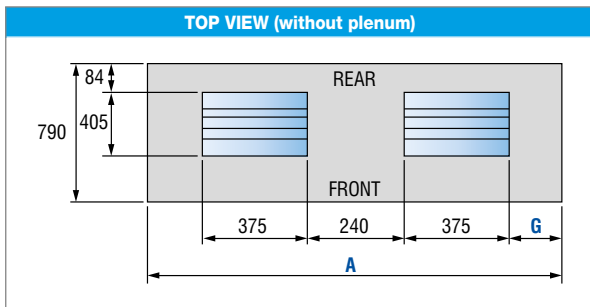 TOP VIEW (without plenum)
84
REAR
790
405
FRONT
375
240
375
G
A